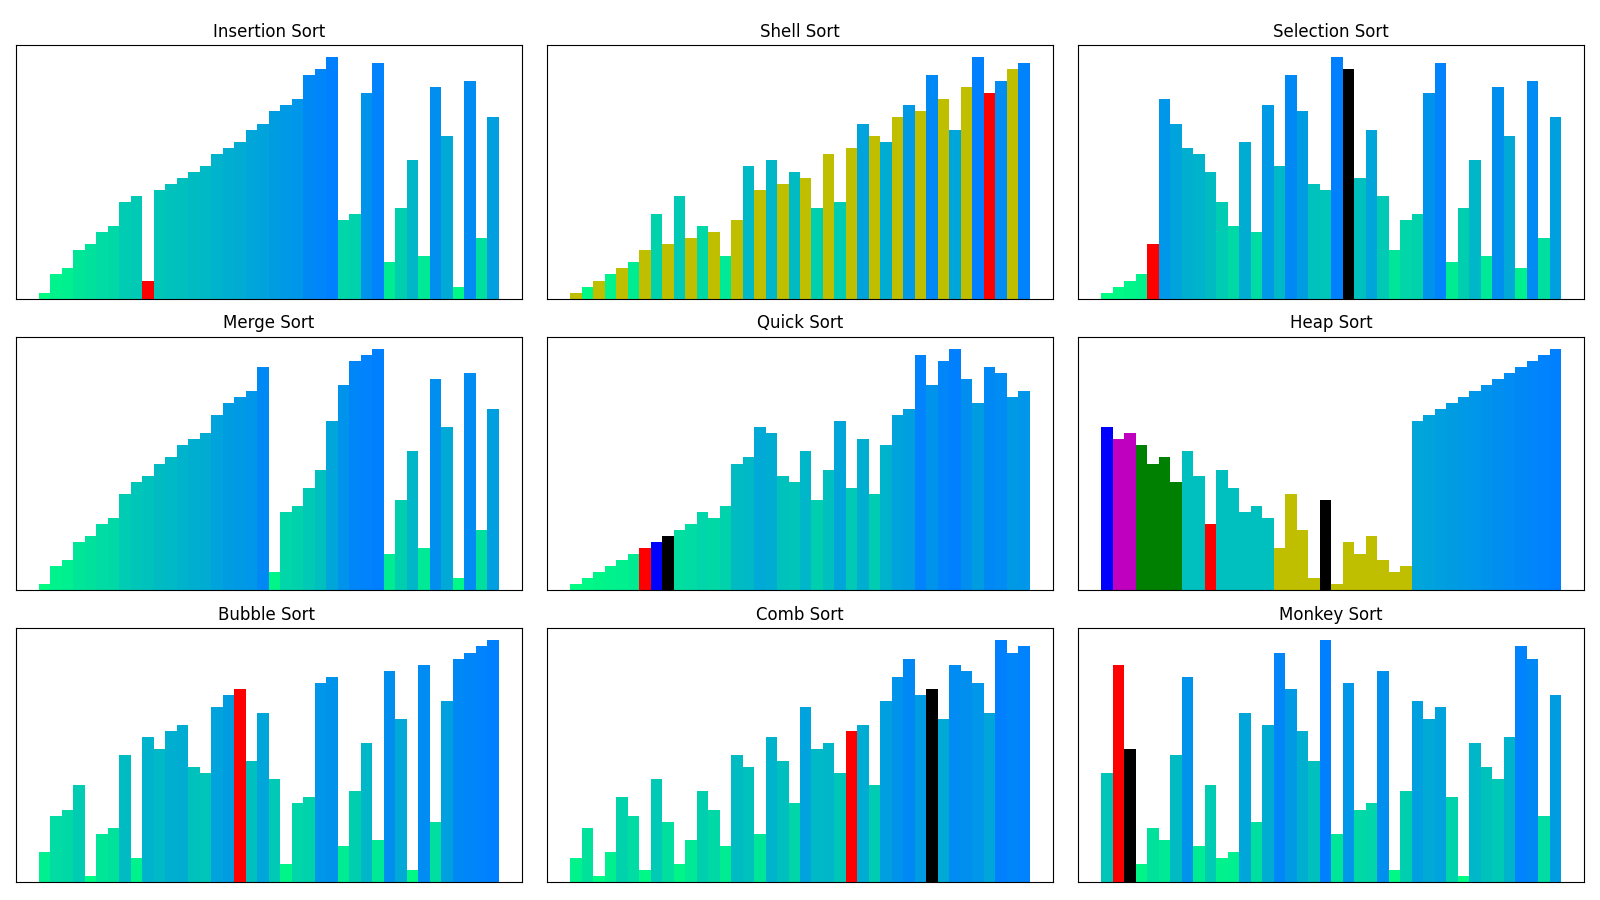 Insertion Sort
Shell Sort
Selection Sort
Merge Sort
Quick Sort
Heap Sort
Bubble Sort
Comb Sort
Monkey Sort